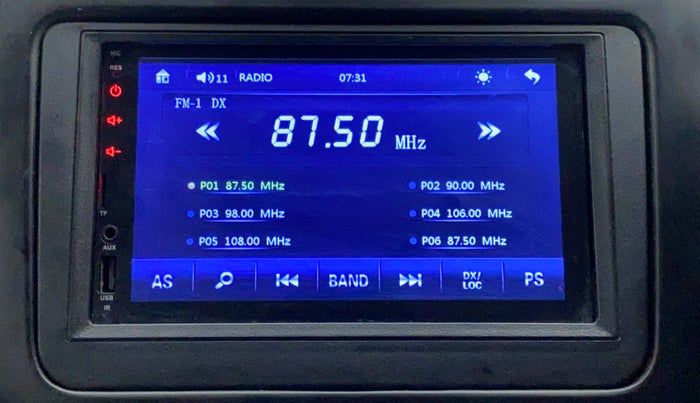 MIC
RES
11 RADIO 07:31
FM-1 DX
87.50 MHz
P01 87.50 MHz
P02 90.00 MHz
P03 98.00 MHz
P04 106.00 MHz
P05 108.00 MHz
P06 87.50 MHz
TF
AUX
USB
IR
AS BAND DX/
LOC PS